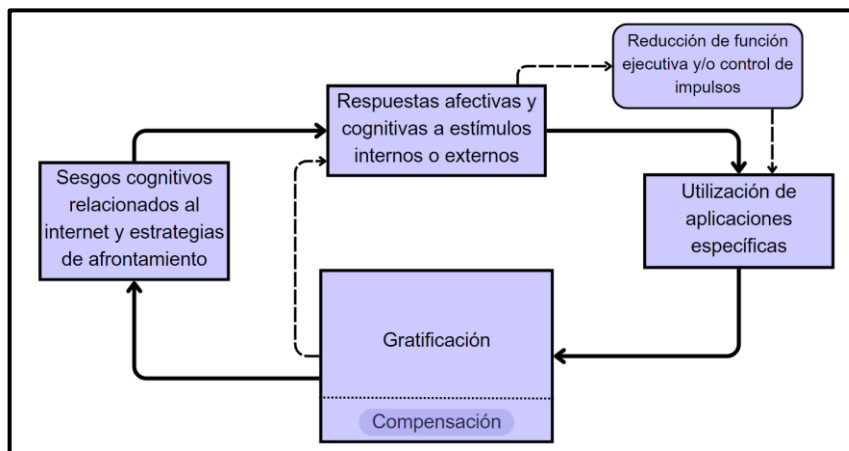 Reducción de función
ejecutiva y/o control de
impulsos
Respuestas afectivas y
cognitivas a estímulos
internos o externos
Sesgos cognitivos
relacionados al
internet y estrategias
de afrontamiento
Utilización de
aplicaciones
específicas
Gratificación
Compensación